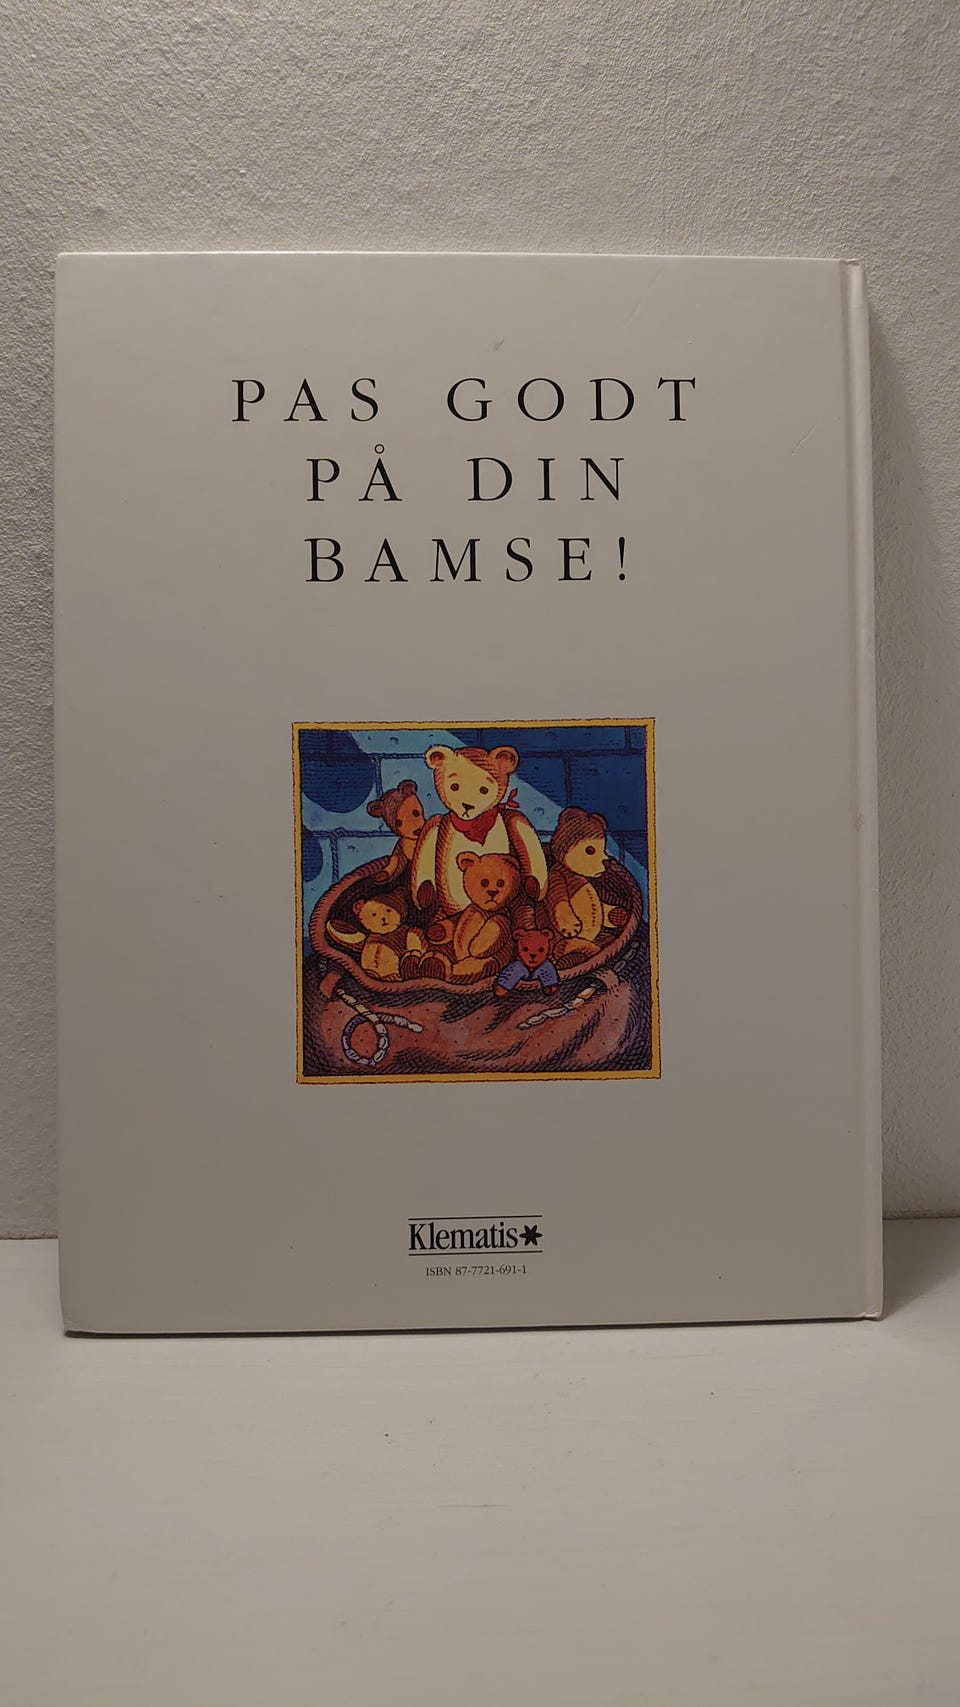 PAS GODT
PÅ DIN
BAMSE!
Klematis
ISBN 87-7721-691-1